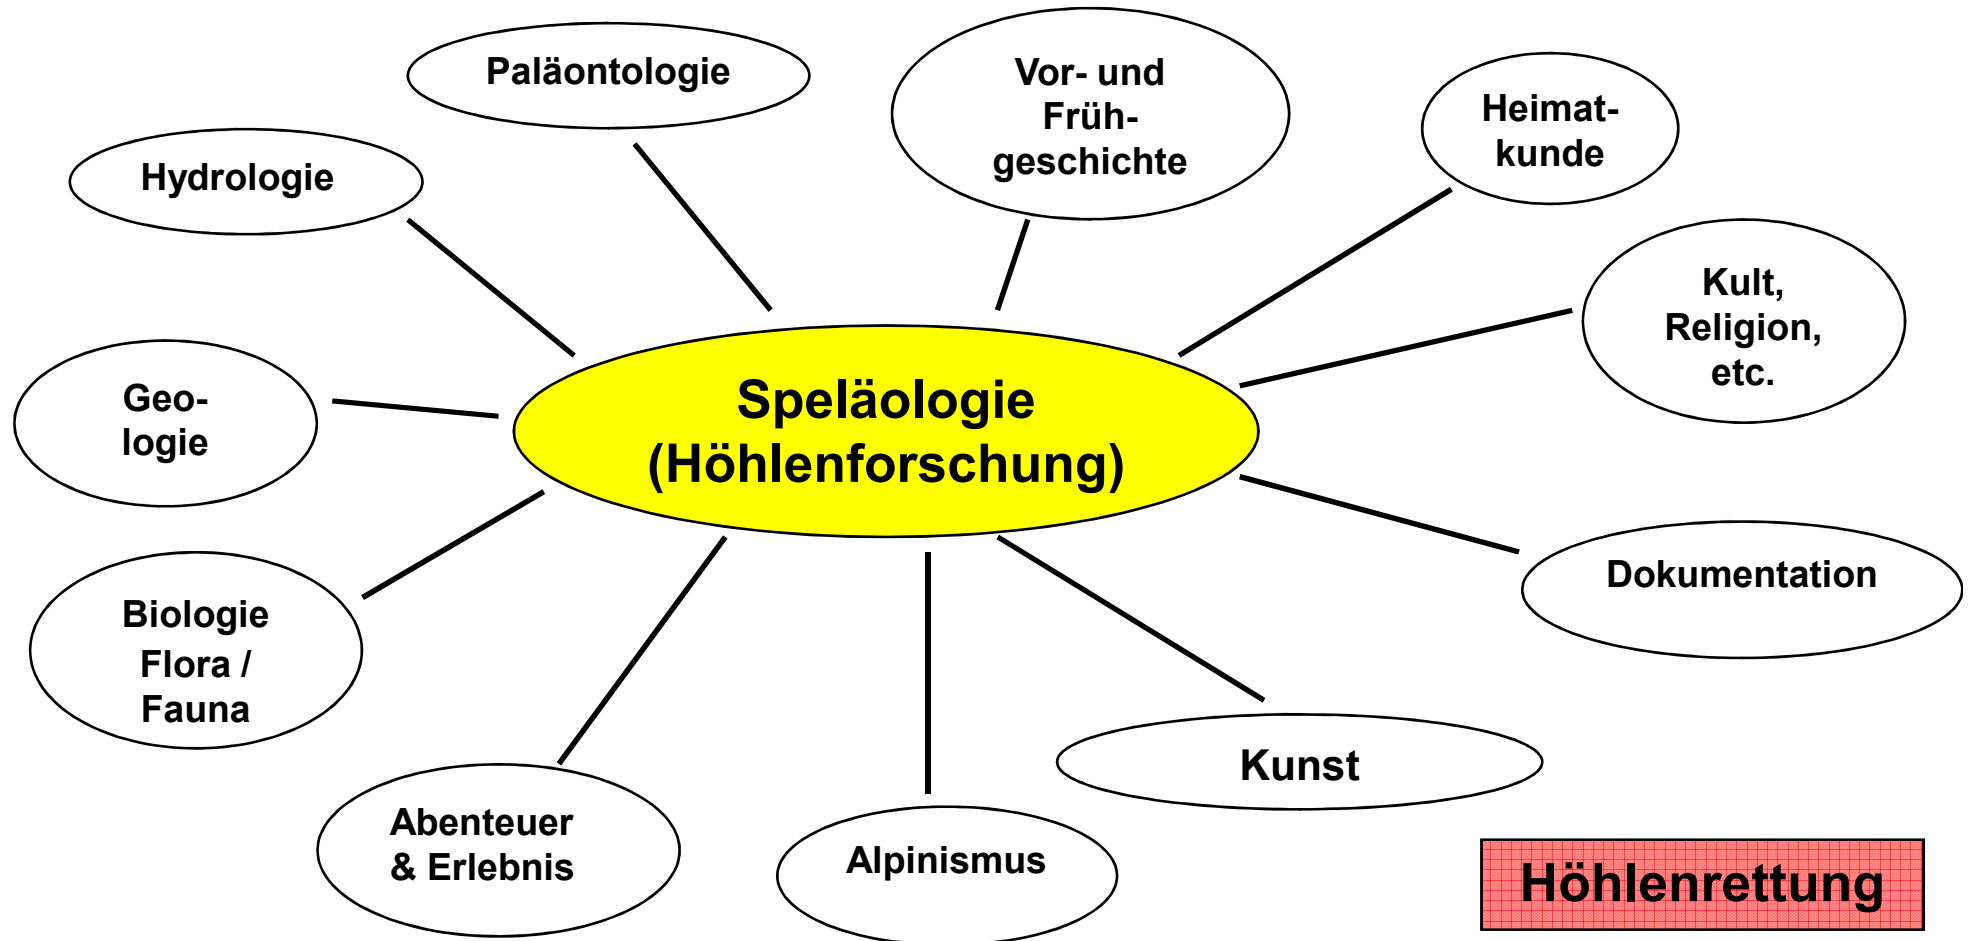 Paläontologie
Vor- und
Früh-
geschichte
Heimat-
kunde
Hydrologie
Kult,
Religion,
etc.
Geo-
logie
Speläologie
(Höhlenforschung)
Biologie
Flora /
Fauna
Dokumentation
Abenteuer
& Erlebnis
Alpinismus
Kunst
Höhlenrettung